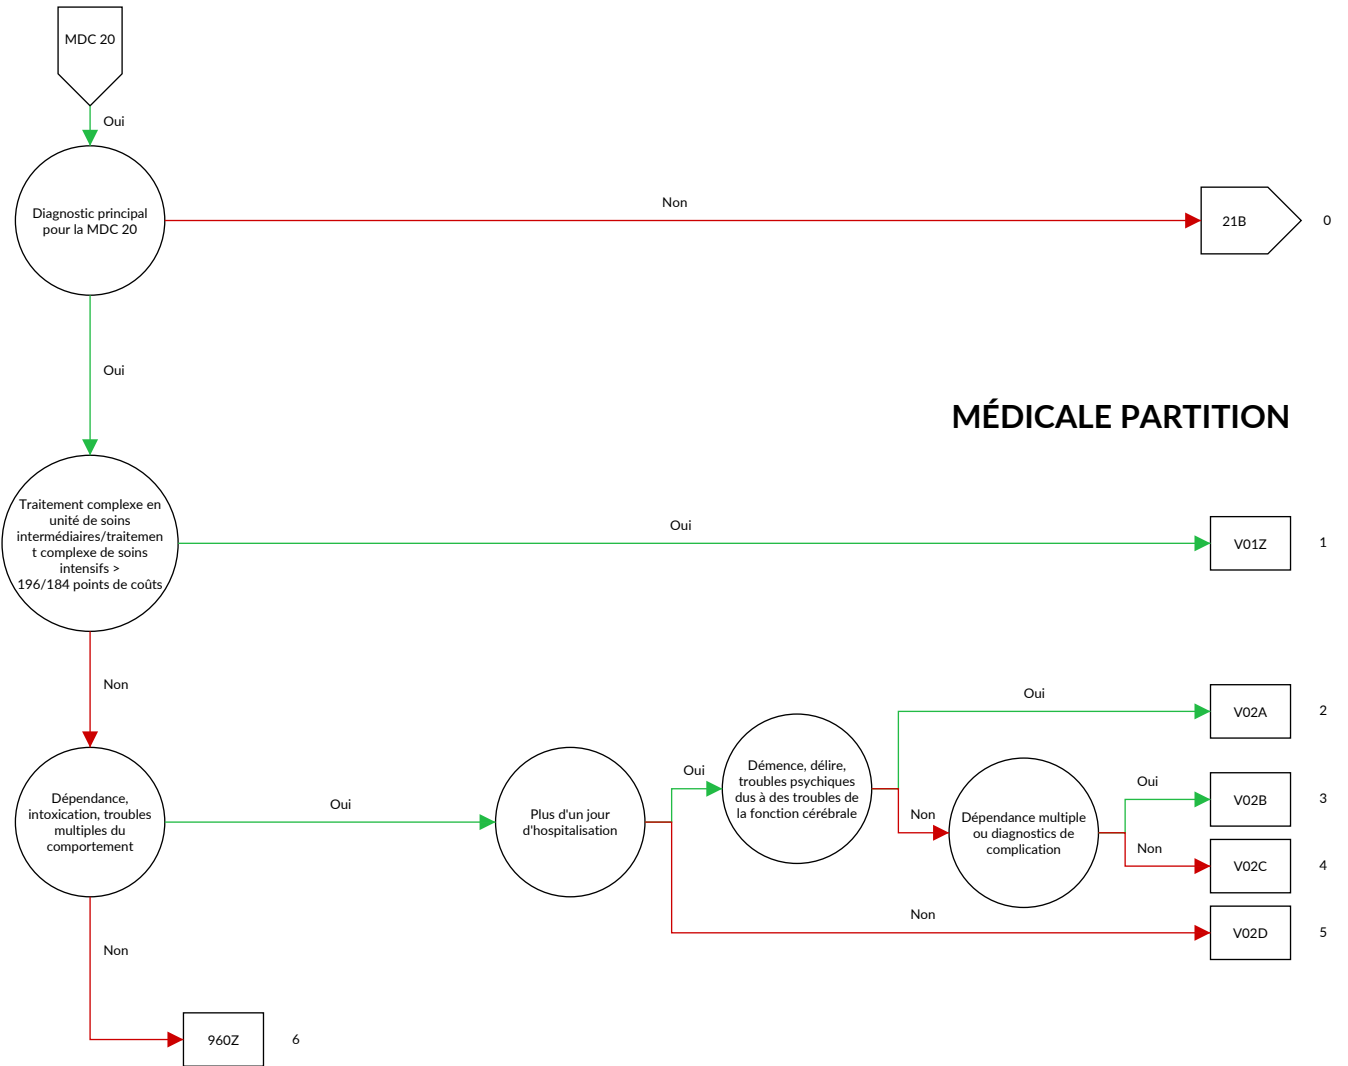 MDC 20
Oui
Diagnostic principal
pour la MDC 20
Non
21B
0
Oui
MÉDICALE PARTITION
Traitement complexe en
unité de soins
intermédiaires/traitemen
t complexe de soins
intensifs >
196/184 points de coûts
Oui
V01Z
1
Non
Dépendance,
intoxication, troubles
multiples du
comportement
Oui
Plus d'un jour
d'hospitalisation
Oui
Démence, délire,
troubles psychiques
dus à des troubles de
la fonction cérébrale
Oui
V02A
2
Non
Dépendance multiple
ou diagnostics de
complication
Oui
V02B
3
Non
V02C
4
Non
V02D
5
Non
960Z
6